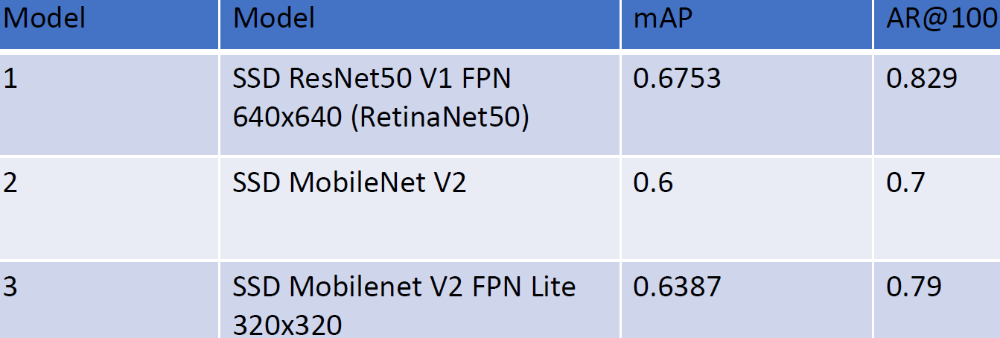 Model Model mAP AR@100
1 SSD ResNet50 V1 FPN 0.6753 0.829
640x640 (RetinaNet50)
2 SSD MobileNet V2 0.6 0.7
3 SSD Mobilenet V2 FPN Lite 0.6387 0.79
320x320